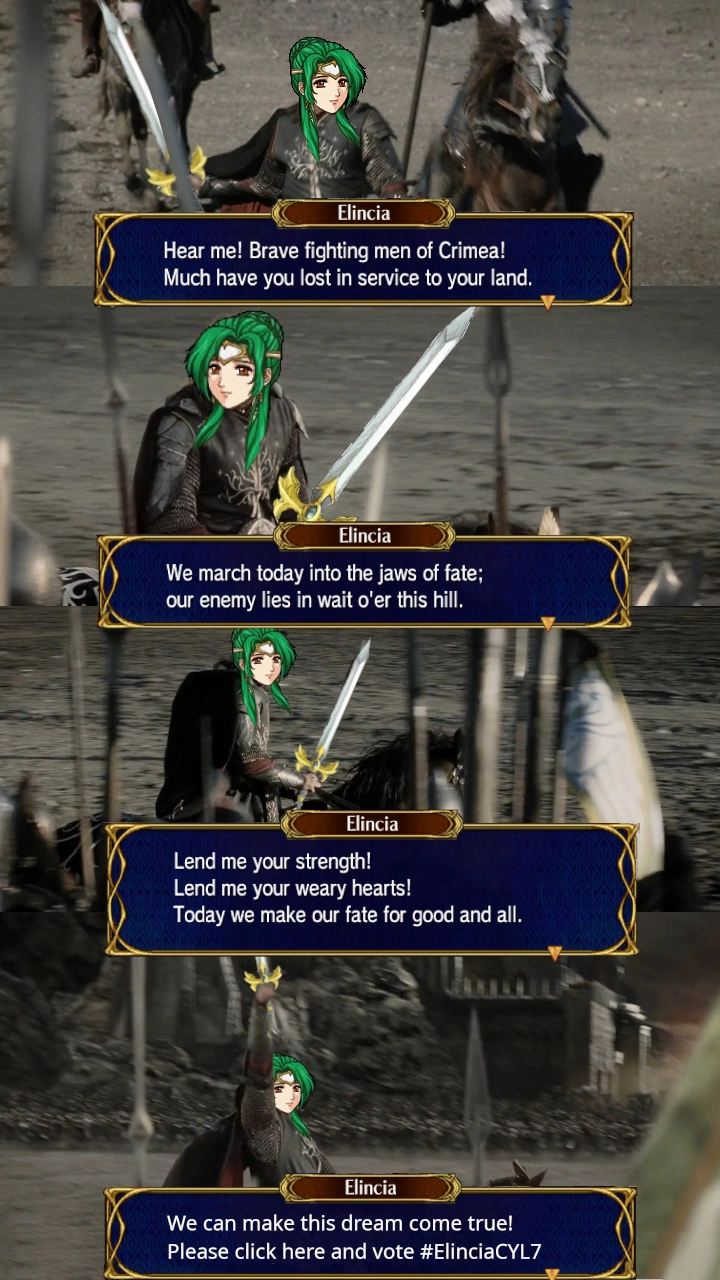 Elincia
Hear me! Brave fighting men of Crimea!
Much have you lost in service to your land.
Elincia
We march today into the jaws of fate;
our enemy lies in wait o'er this hill.
Elincia
Lend me your strength!
Lend me your weary hearts!
Today we make our fate for good and all.
Elincia
We can make this dream come true!
Please click here and vote #ElinciaCYL7